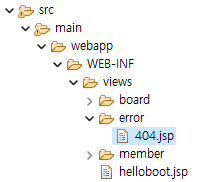 src
main
webapp
WEB-INF
views
board
error
404.jsp
member
helloboot.jsp